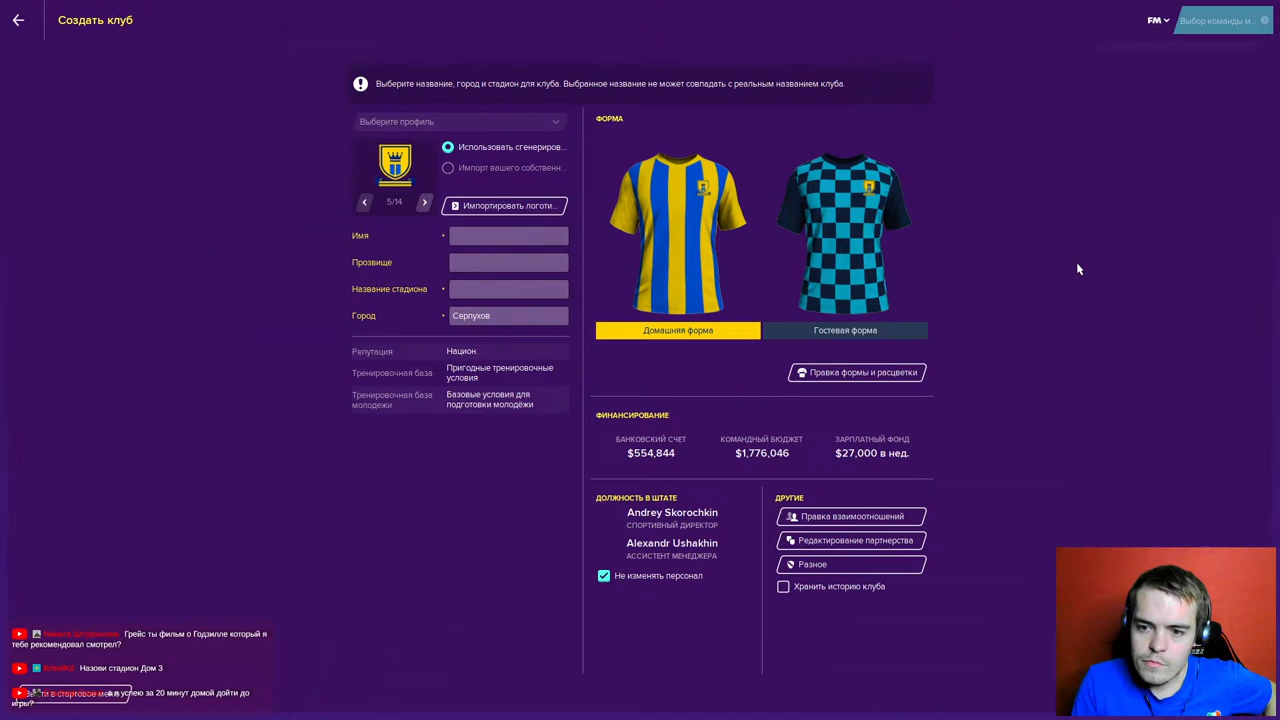 Создать клуб
FM
Выбор команды м...
Выберите название, город и стадион для клуба. Выбранное название не может совпадать с реальным названием клуба.
Выберите профиль
Использовать сгенериров...
Импорт вашего собственн...
5/14
Импортировать логоти...
Имя
Прозвище
Название стадиона
Город
Серпухов
Репутация
Национ.
Тренировочная база
Пригодные тренировочные
условия
Тренировочная база
молодежи
Базовые условия для
подготовки молодёжи
ФОРМА
Домашняя форма
Гостевая форма
Правка формы и расцветки
ФИНАНСИРОВАНИЕ
БАНКОВСКИЙ СЧЕТ
$554,844
КОМАНДНЫЙ БЮДЖЕТ
$1,776,046
ЗАРПЛАТНЫЙ ФОНД
$27,000 в нед.
ДОЛЖНОСТЬ В ШТАТЕ
Andrey Skorochkin
СПОРТИВНЫЙ ДИРЕКТОР
Alexandr Ushakhin
АССИСТЕНТ МЕНЕДЖЕРА
Не изменять персонал
ДРУГИЕ
Правка взаимоотношений
Редактирование партнерства
Разное
Хранить историю клуба
Грейс ты фильм о Годзилле который я
тебе рекомендовал смотрел?
Назови стадион Дом 3
а я успею за 20 минут домой дойти до
игры?